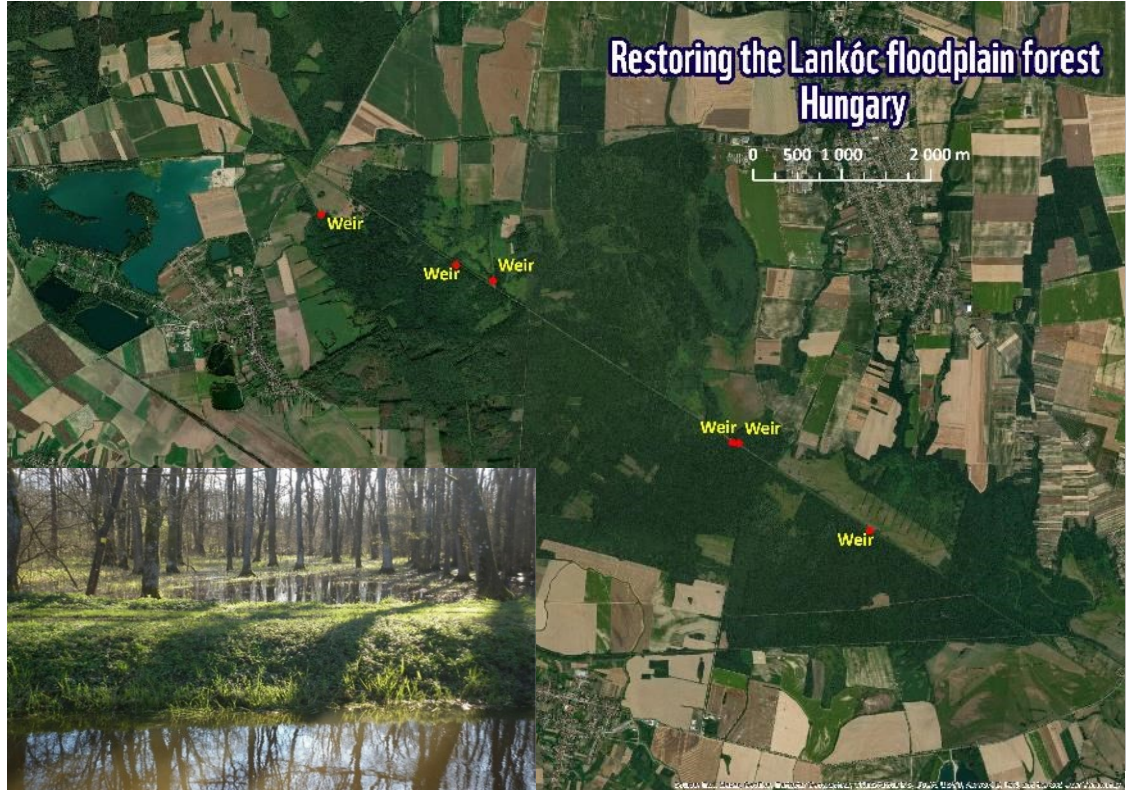 Restoring the Lankóc floodplain forest
Hungary
0 500 1 000 2 000 m
Weir
Weir
Weir
Weir Weir
Weir